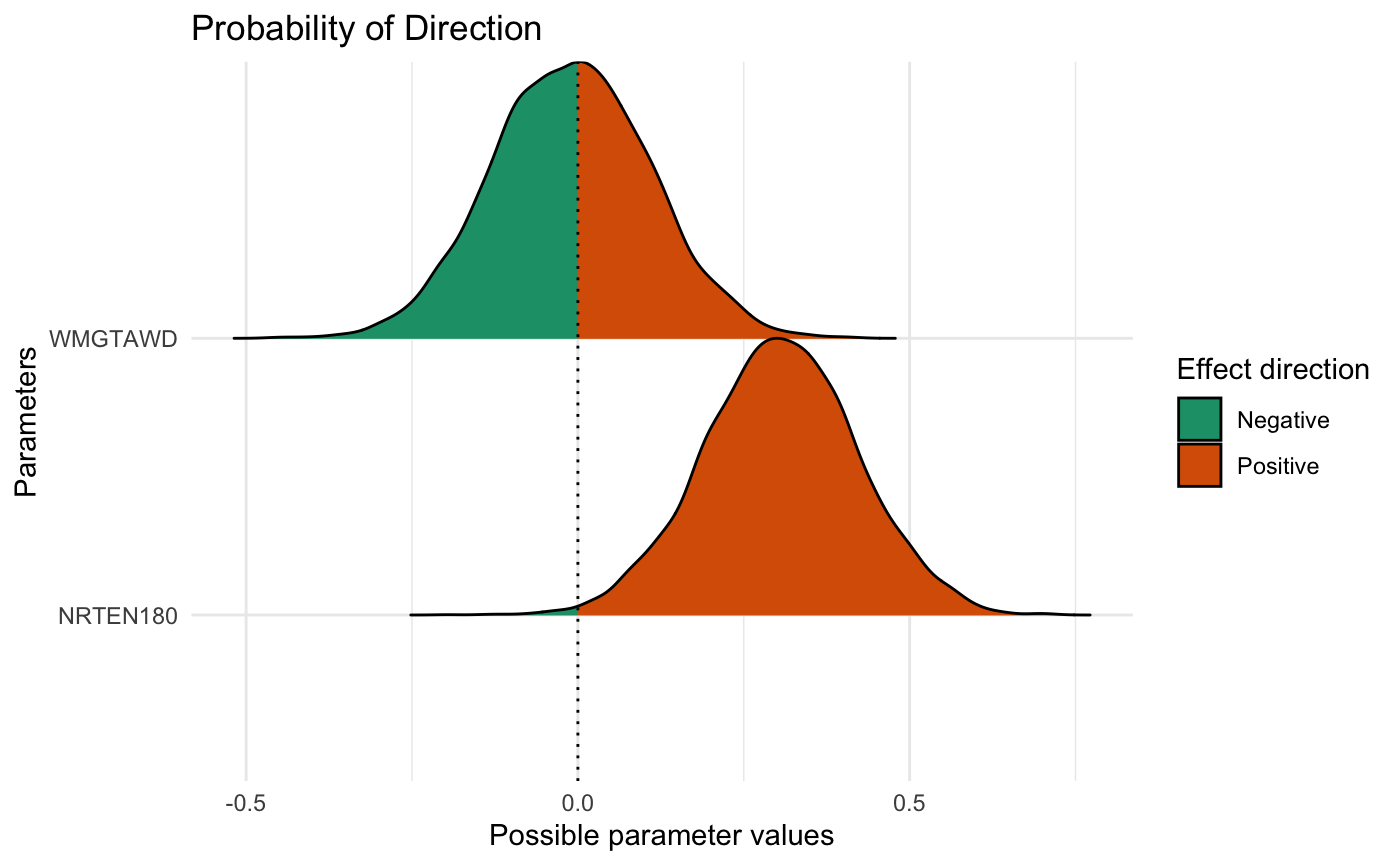 Probability of Direction
WMGTAWD
NRTEN180
Parameters
-0.5
0.0
0.5
Possible parameter values
Effect direction
Negative
Positive